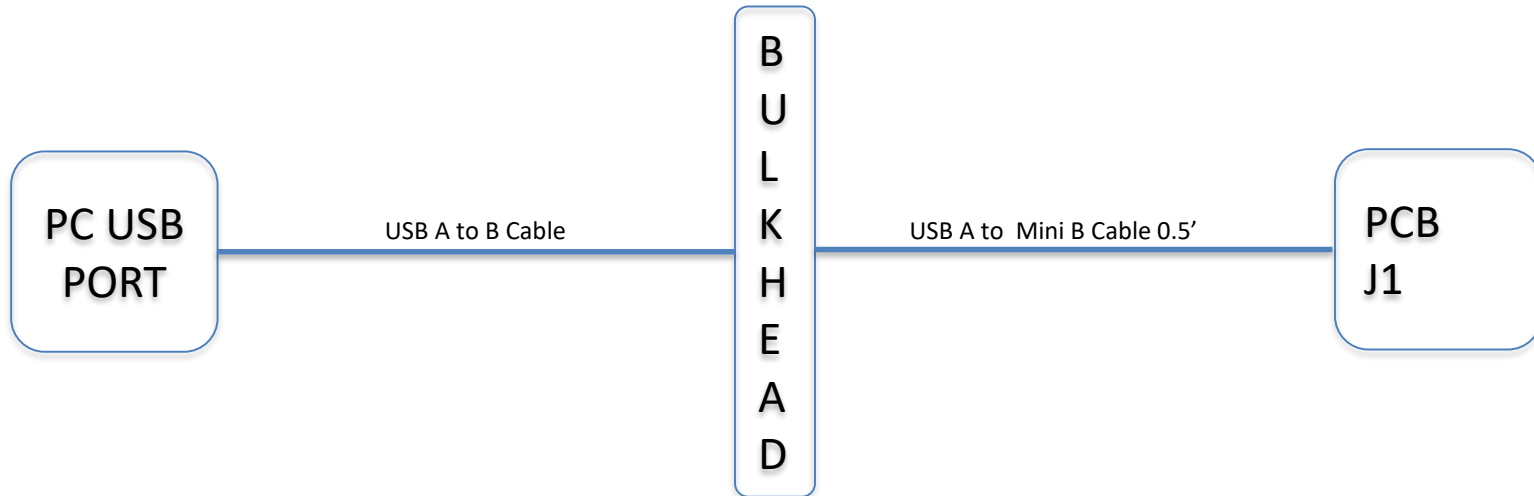 PC USB
PORT
USB A to B Cable
B
U
L
K
H
E
A
D
USB A to  Mini B Cable 0.5’
PCB
J1